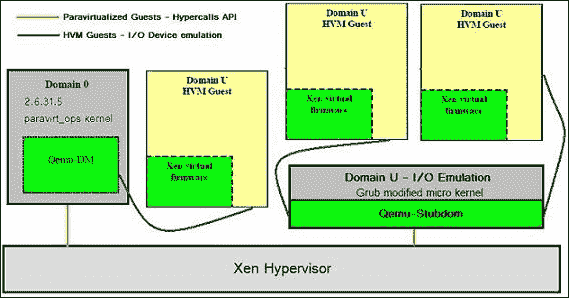 Paravirtualized Guests - Hypercalls API
HVM Guests - I/O Device emulation
Domain 0
2.6.31.5
paravirt_ops kernel
Qemu-DM
Domain U
HVM Guest
Xen virtual
firmware
Domain U
HVM Guest
Xen virtual
firmware
Domain U
HVM Guest
Xen virtual
firmware
Domain U - I/O Emulation
Grub modified micro kernel
Qemu-Stubdom
Xen Hypervisor